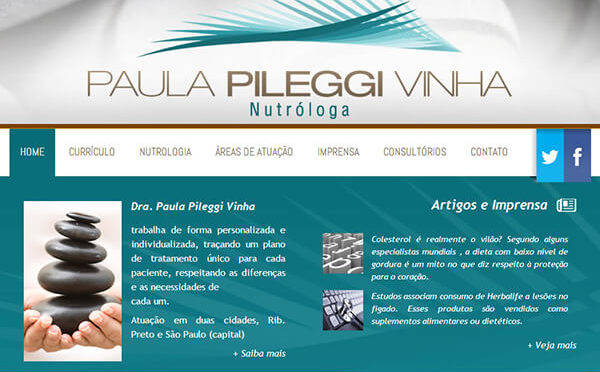 PAULA PILEGGI VINHA
Nutróloga
HOME CURRÍCULO NUTROLOGIA ÁREAS DE ATUAÇÃO IMPRENSA CONSULTÓRIOS CONTATO
Dra. Paula Pileggi Vinha
trabalha de forma personalizada e
individualizada, traçando um plano
de tratamento único para cada
paciente, respeitando as diferenças
e as necesidades de
cada um.
Atuação em duas cidades, Rib.
Preto e São Paulo (capital)
+ Saiba mais
Artigos e Imprensa
Colesterol é realmente o vilão? Segundo alguns
especialistas mundiais , a dieta com baixo nível de
gordura é um mito no que diz respeito à proteção
para o coração.
Estudos associam consumo de Herbalife a lesões no
fígado. Esses produtos são vendidos como
suplementos alimentares ou dietéticos.
+ Veja mais